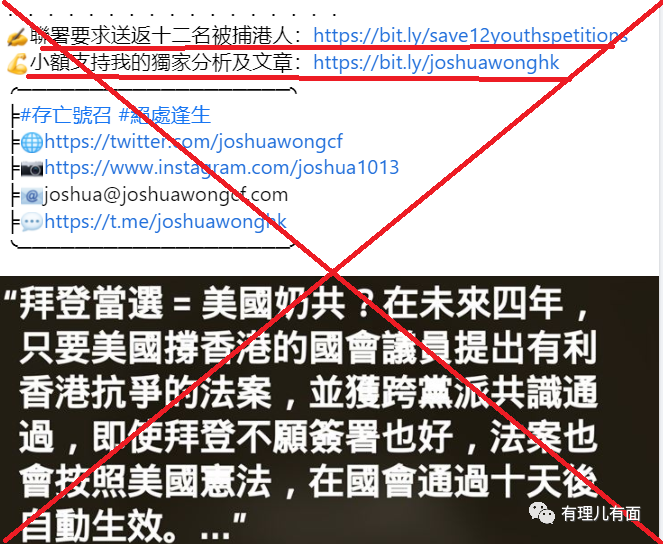 . . . . . . . . . . . . . . . . . . . .
✍聯署要求送返十二名被捕港人：https://bit.ly/save12youthspetitions
💪小額支持我的獨家分析及文章：https://bit.ly/joshuawonghk
╭───────────────╮
╞#存亡號召 #絕處逢生
╞🌐https://twitter.com/joshuawongcf
╞📷https://www.instagram.com/joshua1013
╞📧joshua@joshuawongcf.com
╞💬https://t.me/joshuawonghk
╰───────────────╯
“拜登當選 = 美國奶共？在未來四年，
只要美國撐香港的國會議員提出有利
香港抗爭的法案，並獲跨黨派共識通
過，即使拜登不願簽署也好，法案也
會按照美國憲法，在國會通過十天後
自動生效。...”
有理儿有面